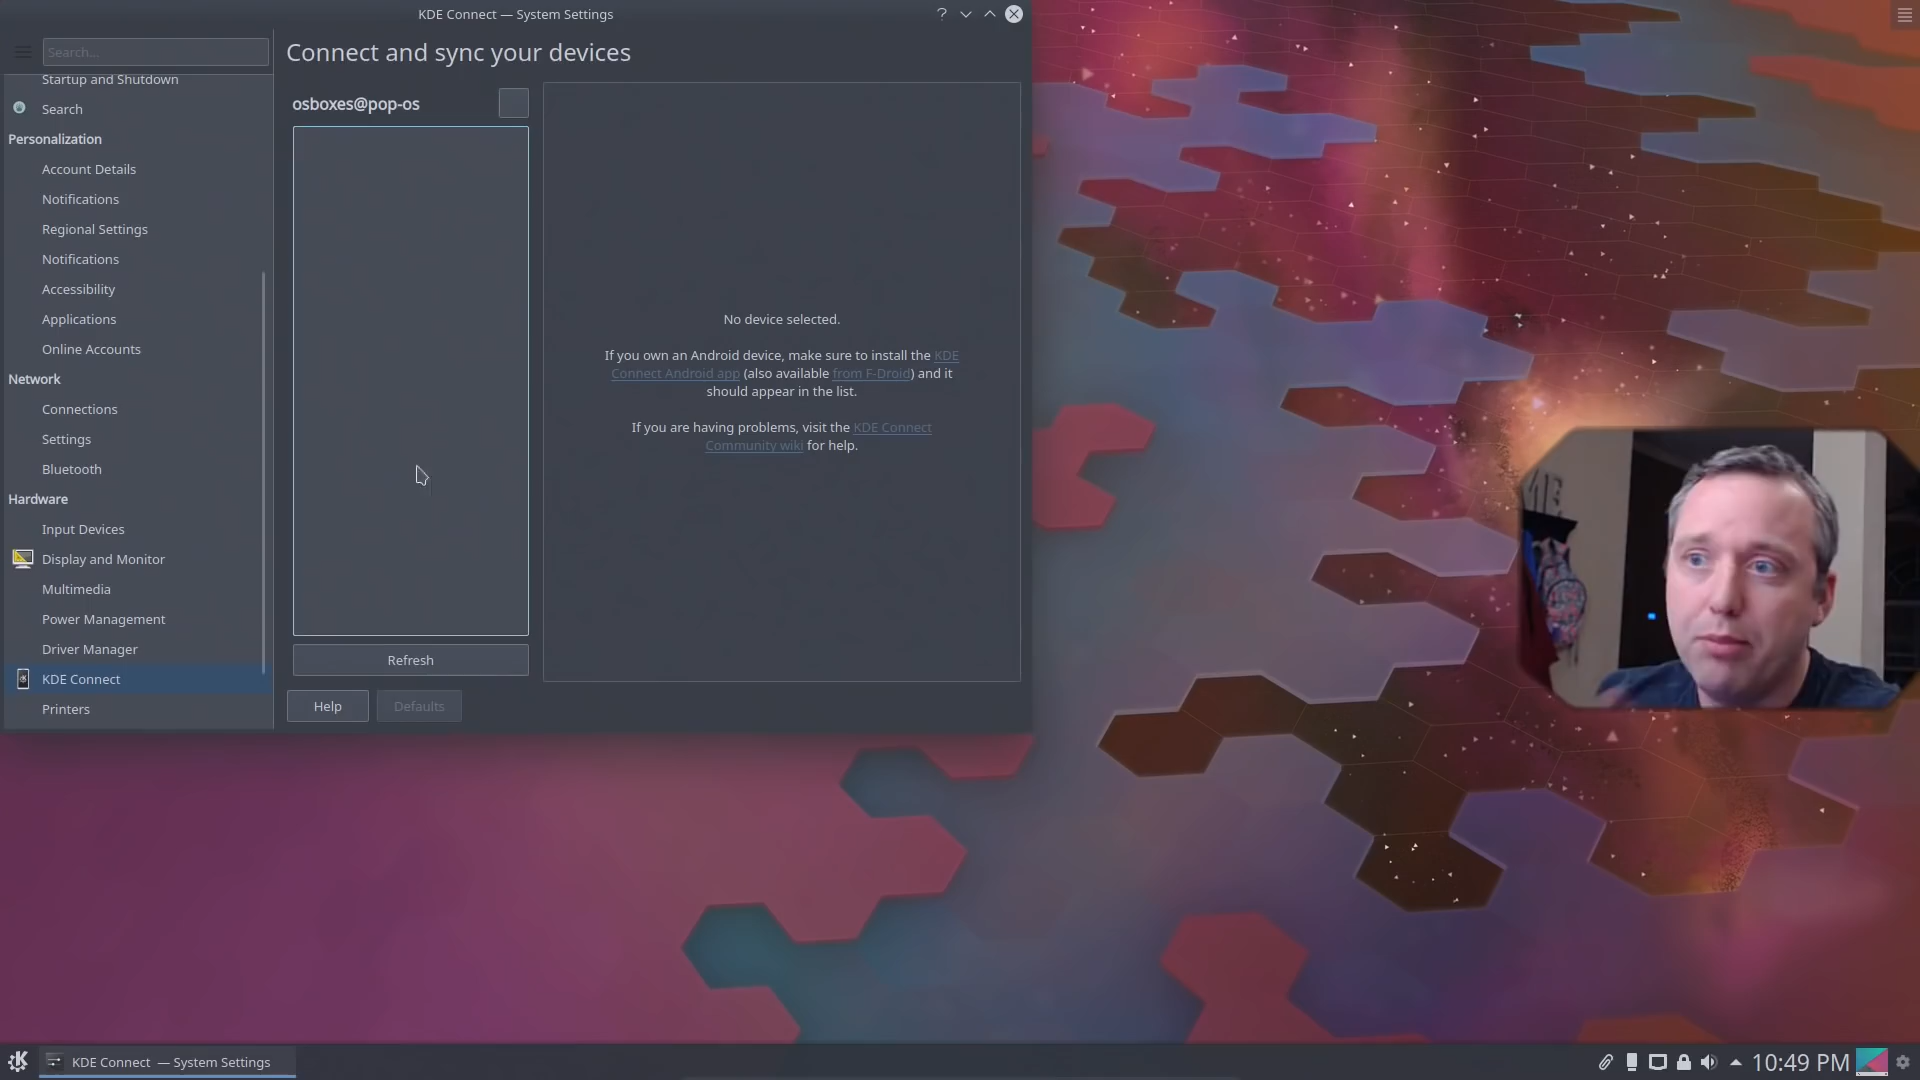 KDE Connect — System Settings
Search...
Startup and Shutdown
Search
Personalization
Account Details
Notifications
Regional Settings
Notifications
Accessibility
Applications
Online Accounts
Network
Connections
Settings
Bluetooth
Hardware
Input Devices
Display and Monitor
Multimedia
Power Management
Driver Manager
KDE Connect
Printers
Connect and sync your devices
osboxes@pop-os
Refresh
Help
Defaults
No device selected.
If you own an Android device, make sure to install the KDE
Connect Android app (also available from F-Droid) and it
should appear in the list.
If you are having problems, visit the KDE Connect
Community wiki for help.
KDE Connect — System Settings
10:49 PM